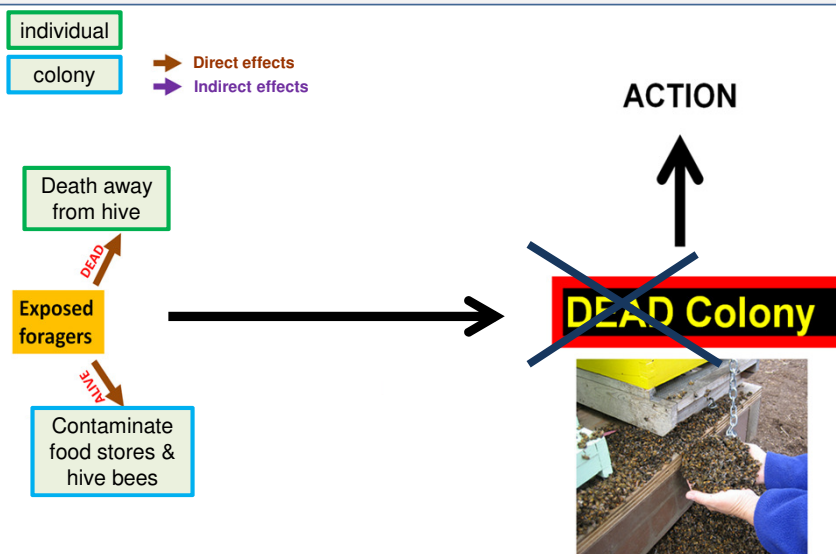 individual
colony
Direct effects
Indirect effects
ACTION
Death away
from hive
DEAD
Exposed
foragers
DEAD Colony
ALIVE
Contaminate
food stores &
hive bees